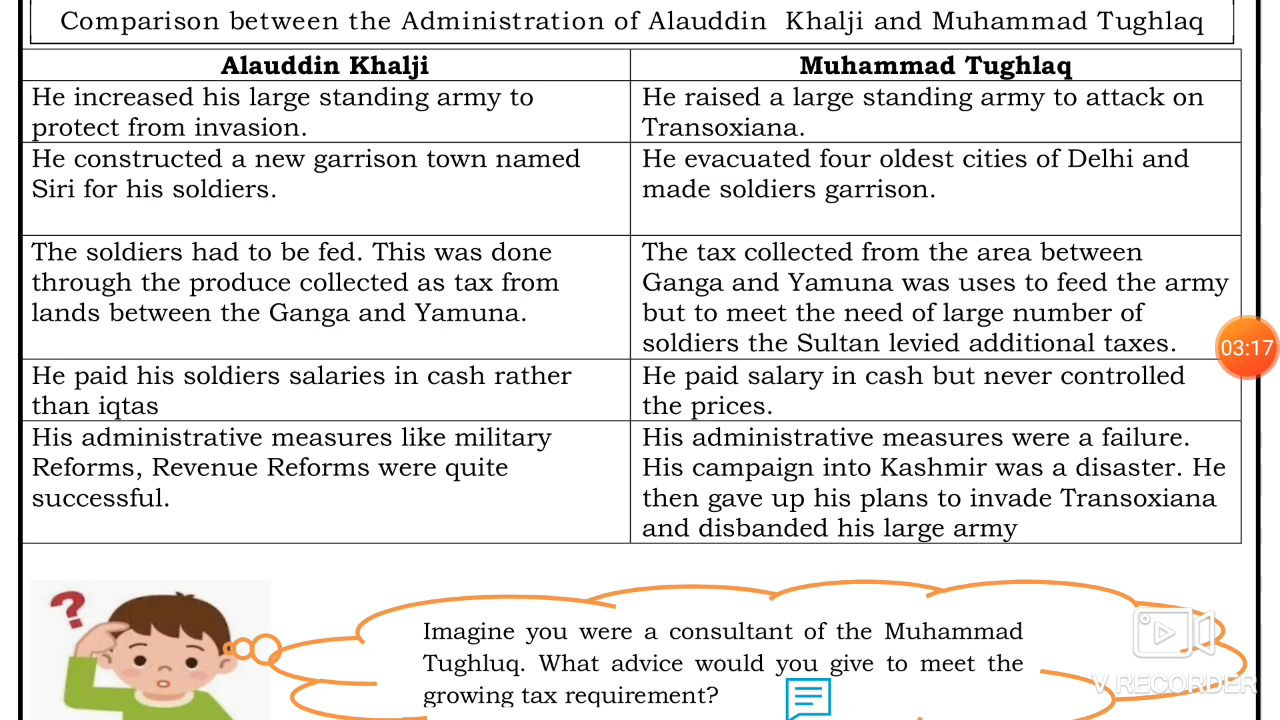 Comparison between the Administration of Alauddin Khalji and Muhammad Tughlaq
Alauddin Khalji
Muhammad Tughlaq
He increased his large standing army to
protect from invasion.
He raised a large standing army to attack on
Transoxiana.
He constructed a new garrison town named
Siri for his soldiers.
He evacuated four oldest cities of Delhi and
made soldiers garrison.
The soldiers had to be fed. This was done
through the produce collected as tax from
lands between the Ganga and Yamuna.
The tax collected from the area between
Ganga and Yamuna was uses to feed the army
but to meet the need of large number of
soldiers the Sultan levied additional taxes.
He paid his soldiers salaries in cash rather
than iqtas
He paid salary in cash but never controlled
the prices.
His administrative measures like military
Reforms, Revenue Reforms were quite
successful.
His administrative measures were a failure.
His campaign into Kashmir was a disaster. He
then gave up his plans to invade Transoxiana
and disbanded his large army
03:17
?
Imagine you were a consultant of the Muhammad
Tughluq. What advice would you give to meet the
growing tax requirement?
V RECORDER